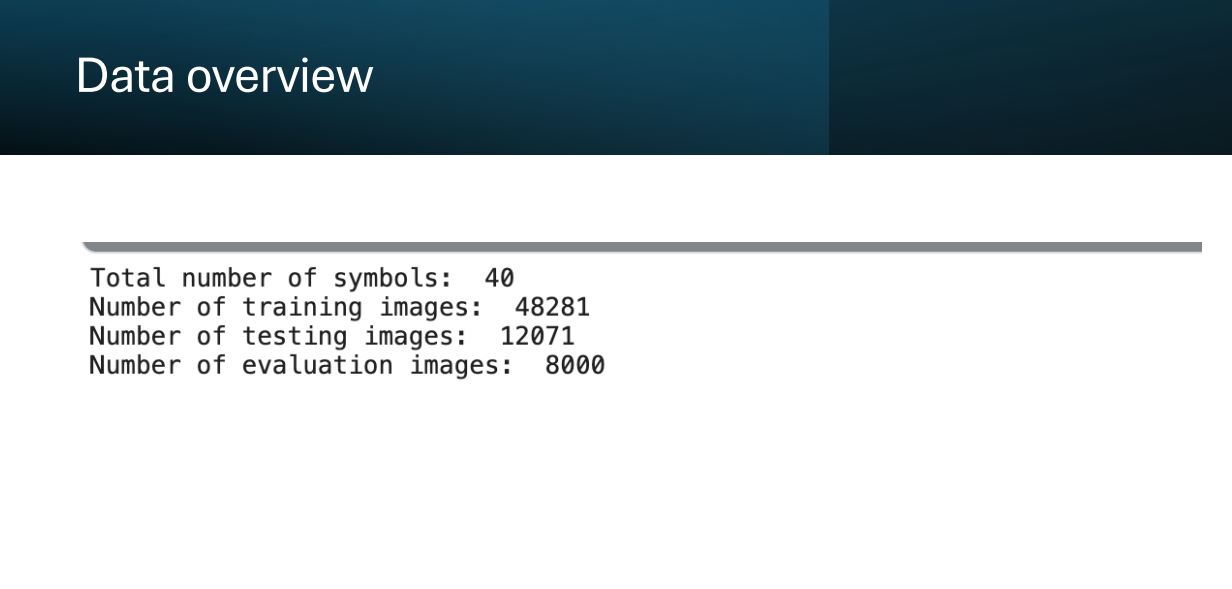 Data overview
Total number of symbols:  40
Number of training images:  48281
Number of testing images:  12071
Number of evaluation images:  8000